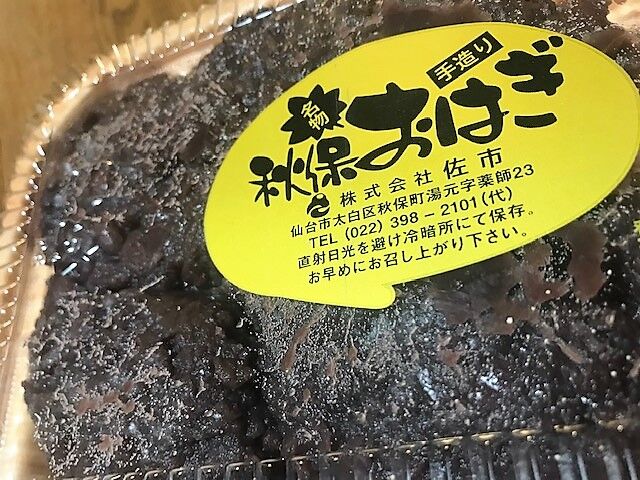 手造り
名物
秋保おはぎ
株式会社 佐市
仙台市太白区秋保町湯元字薬師23
TEL (022) 398－2101(代)
直射日光を避け冷暗所にて保存。
お早めにお召し上がり下さい。